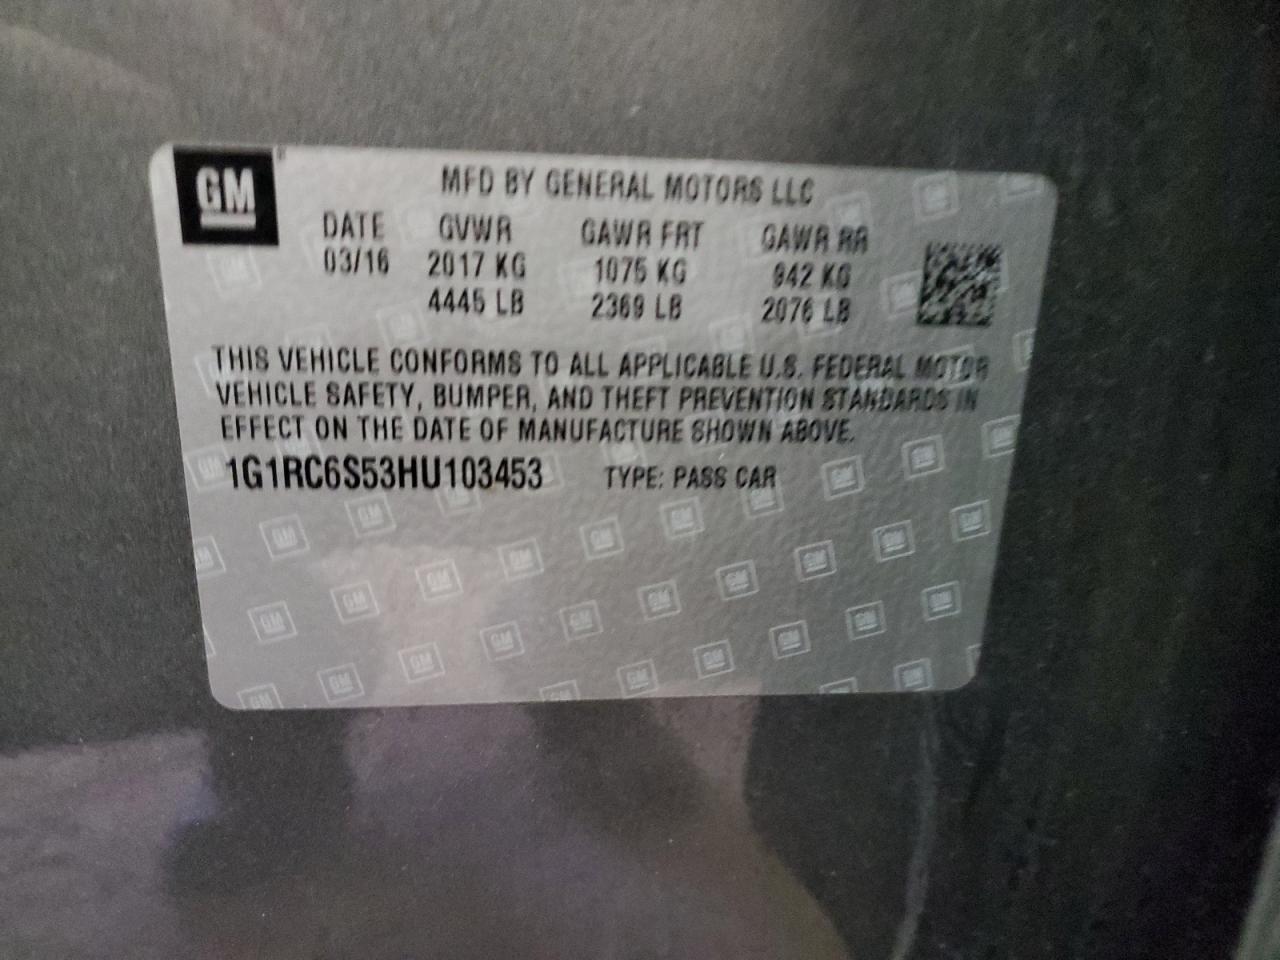 GM
MFD BY GENERAL MOTORS LLC
DATE GVWR GAWR FRT GAWR RR
03/16 2017 KG 1075 KG 942 KG
4445 LB 2369 LB 2076 LB
THIS VEHICLE CONFORMS TO ALL APPLICABLE U.S. FEDERAL MOTOR
VEHICLE SAFETY, BUMPER, AND THEFT PREVENTION STANDARDS IN
EFFECT ON THE DATE OF MANUFACTURE SHOWN ABOVE.
1G1RC6S53HU103453 TYPE: PASS CAR